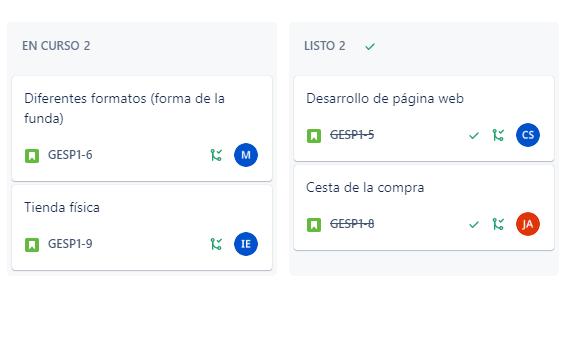 EN CURSO 2
Diferentes formatos (forma de la
funda)
GESP1-6
M
Tienda física
GESP1-9
IE
LISTO 2
Desarrollo de página web
GESP1-5
CS
Cesta de la compra
GESP1-8
JA